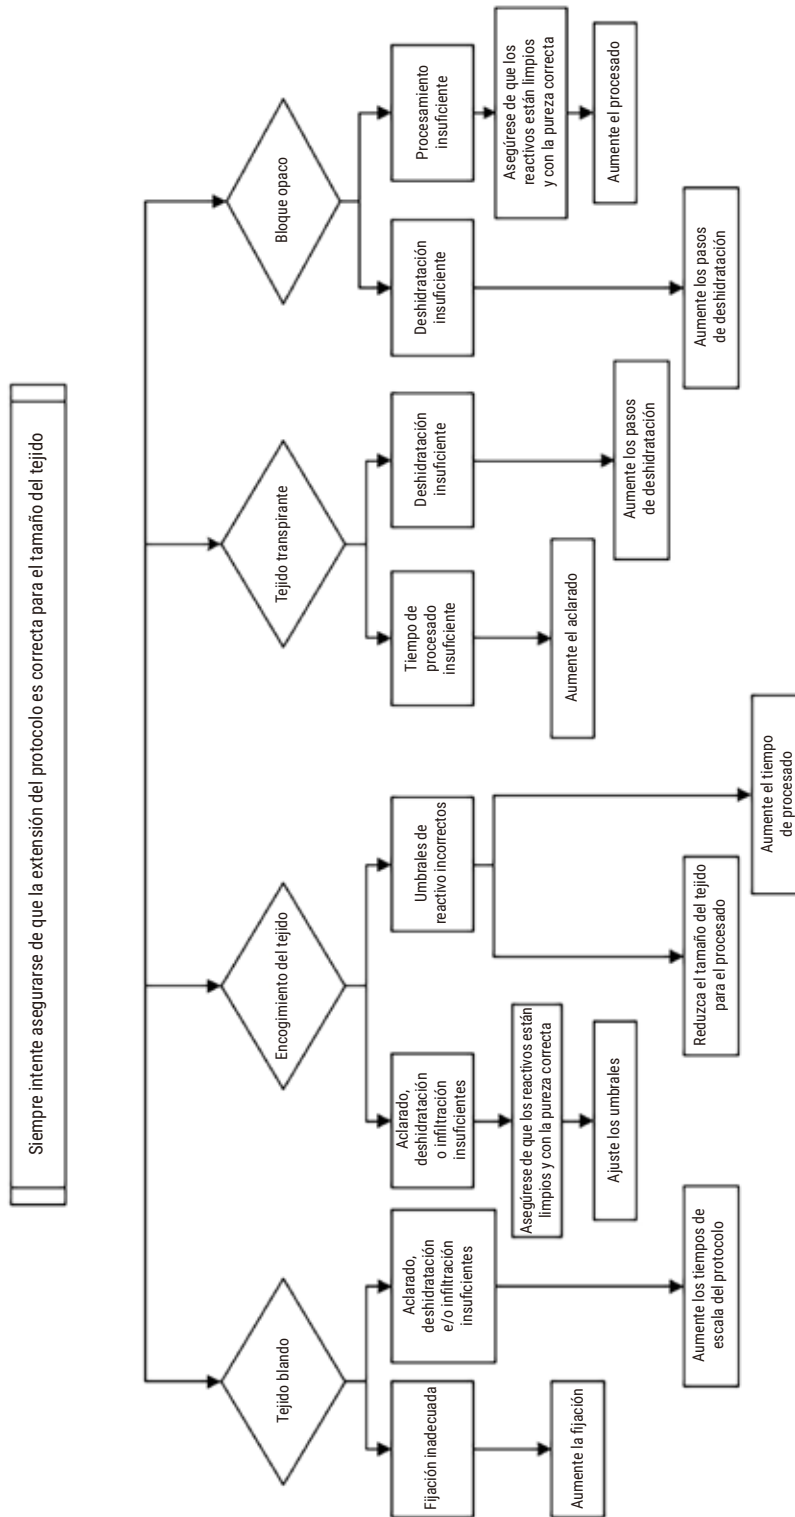 Siempre intente asegurarse de que la extensión del protocolo es correcta para el tamaño del tejido
Tejido blando
Encogimiento del tejido
Tejido transpirante
Bloque opaco
Fijación inadecuada
Aclarado,
deshidratación
e/o infiltración
insuficientes
Aclarado,
deshidratación
o infiltración
insuficientes
Umbrales de
reactivo incorrectos
Tiempo de
procesado
insuficiente
Deshidratación
insuficiente
Deshidratación
insuficiente
Procesamiento
insuficiente
Asegúrese de que los reactivos están
limpios y con la pureza correcta
Asegúrese de que los
reactivos están limpios
y con la pureza correcta
Aumente la fijación
Ajuste los umbrales
Aumente el aclarado
Aumente los pasos
de deshidratación
Aumente el procesado
Aumente los tiempos de
escala del protocolo
Reduzca el tamaño del tejido
para el procesado
Aumente los pasos
de deshidratación
Aumente el tiempo
de procesado